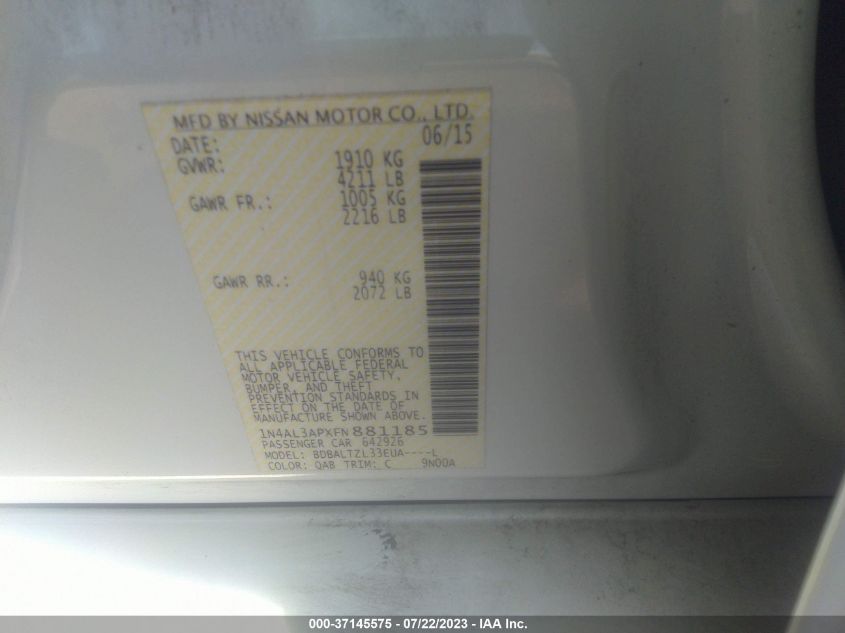 MFD BY NISSAN MOTOR CO., LTD.
DATE: 06/15
GVWR: 1910 KG
4211 LB
GAWR FR.: 1005 KG
2216 LB
GAWR RR.: 940 KG
2072 LB
THIS VEHICLE CONFORMS TO
ALL APPLICABLE FEDERAL
MOTOR VEHICLE SAFETY,
BUMPER, AND THEFT
PREVENTION STANDARDS IN
EFFECT ON THE DATE OF
MANUFACTURE SHOWN ABOVE.
1N4AL3APXFN881185
PASSENGER CAR 642926
MODEL: BDBALTZL33EUA----L
COLOR: QAB TRIM: C 9N00A
000-37145575 - 07/22/2023 - IAA Inc.